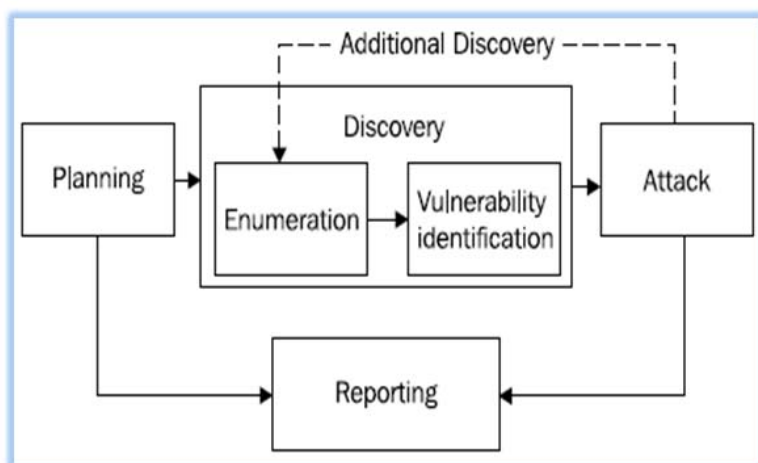 Additional Discovery
Discovery
Planning
Enumeration
Vulnerability
identification
Attack
Reporting